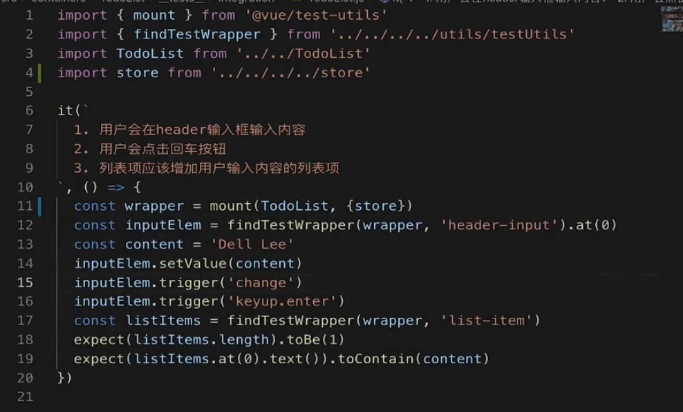 1 import { mount } from '@vue/test-utils'
2 import { findTestWrapper } from '../../../../utils/testUtils'
3 import TodoList from '../../TodoList'
4 import store from '../../../../store'
5
6 it(`
7 1. 用户会在header输入框输入内容
8 2. 用户会点击回车按钮
9 3. 列表项应该增加用户输入内容的列表项
10 `, () => {
11 const wrapper = mount(TodoList, {store})
12 const inputElem = findTestWrapper(wrapper, 'header-input').at(0)
13 const content = 'Dell Lee'
14 inputElem.setValue(content)
15 inputElem.trigger('change')
16 inputElem.trigger('keyup.enter')
17 const listItems = findTestWrapper(wrapper, 'list-item')
18 expect(listItems.length).toBe(1)
19 expect(listItems.at(0).text()).toContain(content)
20 })
21